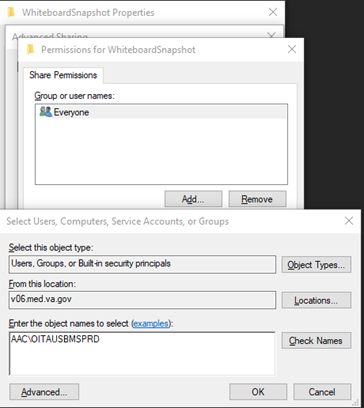 WhiteboardSnapshot Properties
Advanced Sharing
Permissions for WhiteboardSnapshot
Share Permissions
Group or user names:
Everyone
Add... Remove
Select Users, Computers, Service Accounts, or Groups
Select this object type:
Users, Groups, or Built-in security principals Object Types...
From this location:
v06.med.va.gov Locations...
Enter the object names to select (examples):
AAC\OITAUSBMSPRD Check Names
Advanced... OK Cancel